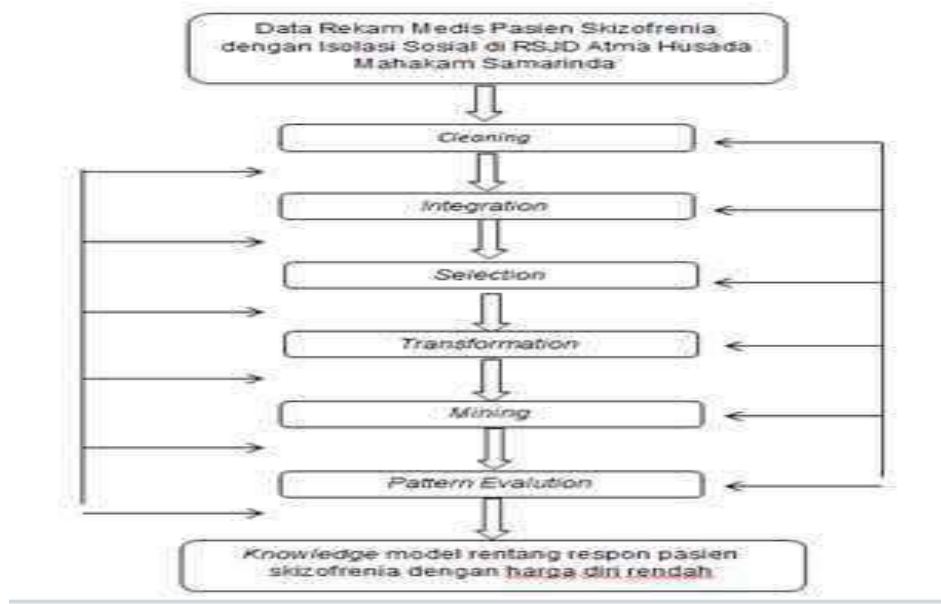 Data Rekam Medis Pasien Skizofrenia
dengan Isolasi Sosial di RSJD Atma Husada
Mahakam Samarinda
Cleaning
Integration
Selection
Transformation
Mining
Pattern Evalution
Knowledge model rentang respon pasien
skizofrenia dengan harga diri rendah